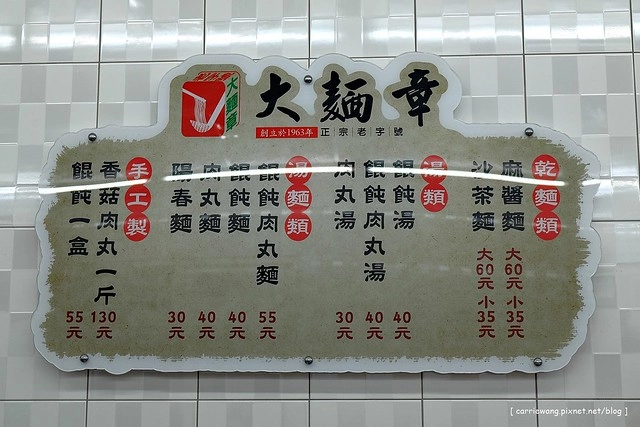 大麵章
大麵章
創立於1963年 正宗老字號
乾麵類
麻醬麵 大60元 小35元
沙茶麵 大60元 小35元
湯類
餛飩湯 40元
餛飩肉丸湯 40元
肉丸湯 30元
湯麵類
餛飩肉丸麵 55元
餛飩麵 40元
肉丸麵 40元
陽春麵 30元
手工製
香菇肉丸一斤 130元
餛飩一盒 55元
[ carriewang.pixnet.net/blog ]